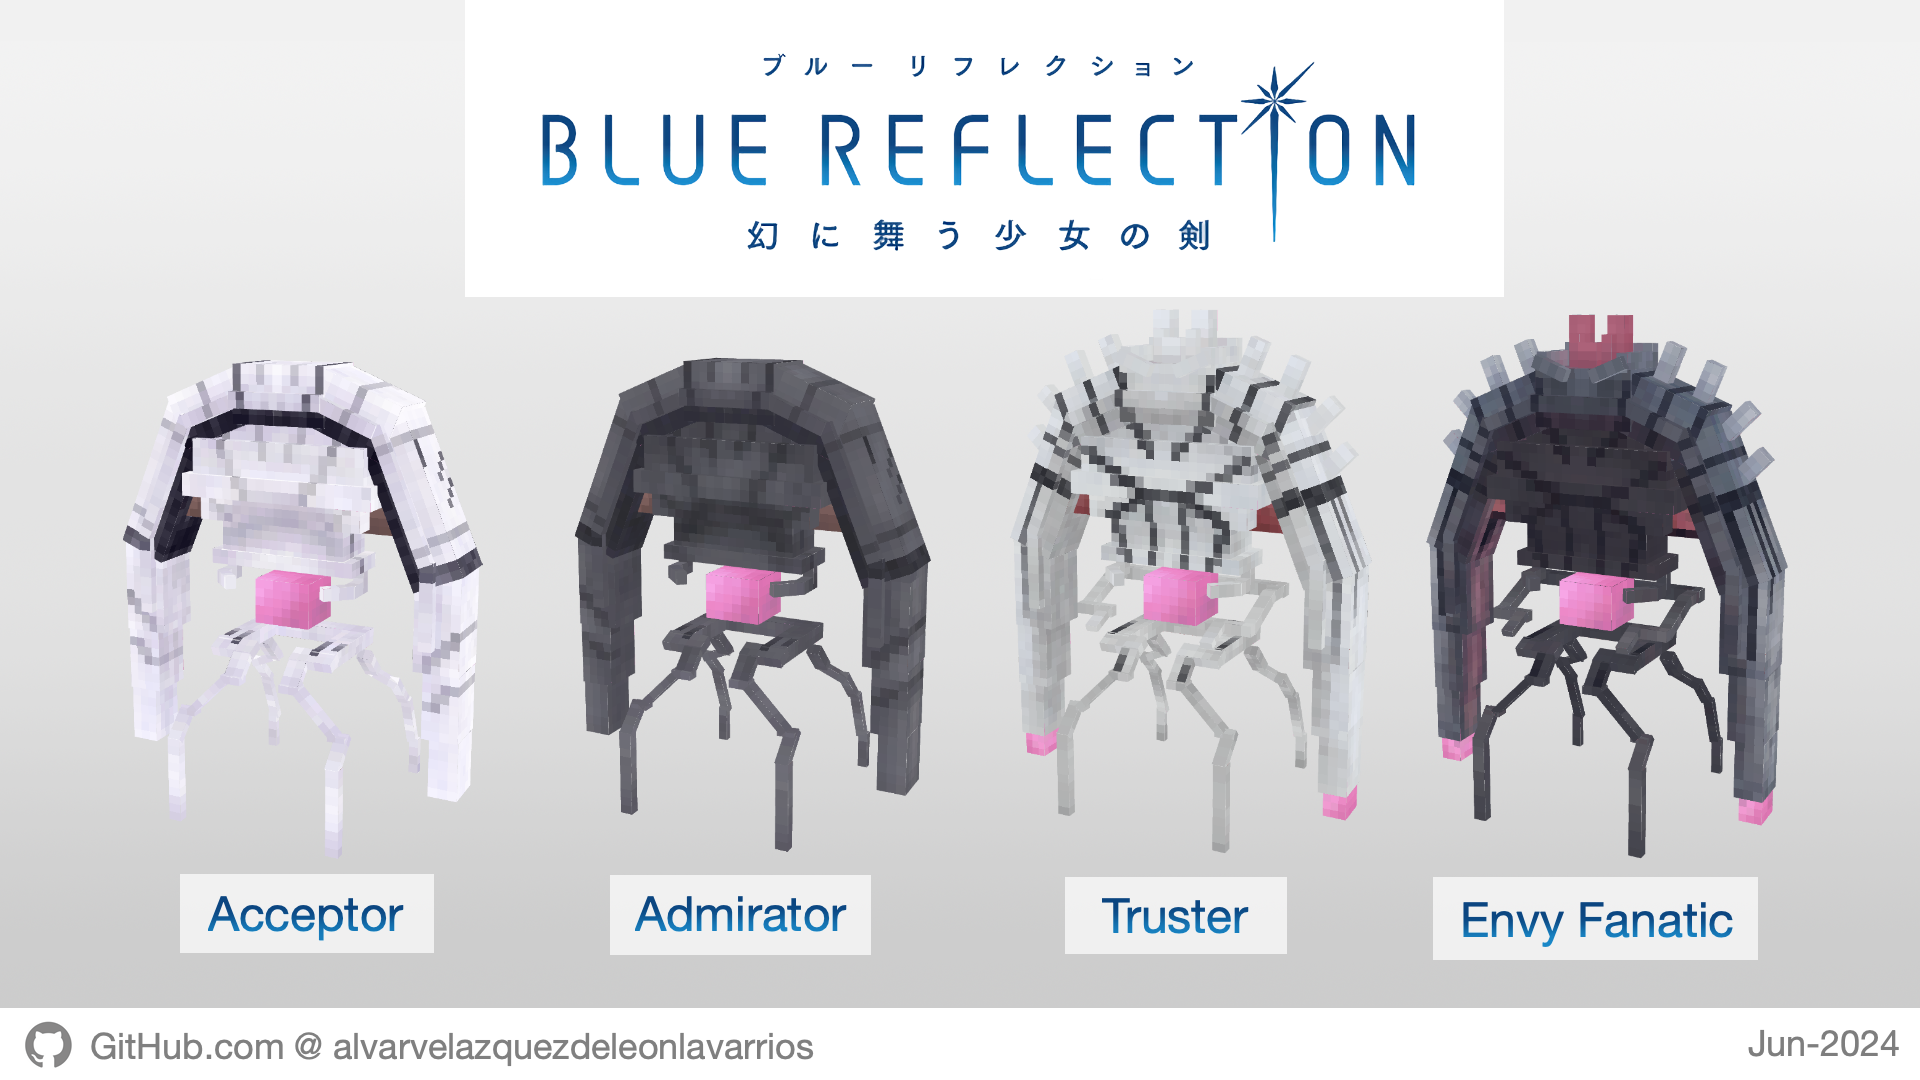 ブルーリフレクション
BLUE REFLECTION
幻に舞う少女の剣
Acceptor
Admirator
Truster
Envy Fanatic
GitHub.com @ alvarvelazquezdeleonlavarrios
Jun-2024